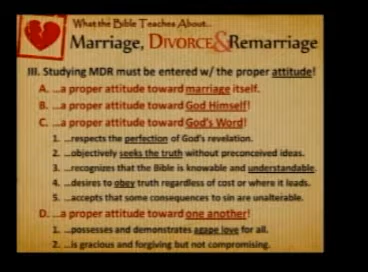 What the Bible Teaches About...
Marriage, DIVORCE & Remarriage
III. Studying MDR must be entered w/ the proper attitude!
A. ...a proper attitude toward marriage itself.
B. ...a proper attitude toward God Himself!
C. ...a proper attitude toward God's Word!
1. ...respects the perfection of God's revelation.
2. ...objectively seeks the truth without preconceived ideas.
3. ...recognizes that the Bible is knowable and understandable.
4. ...desires to obey truth regardless of cost or where it leads.
5. ...accepts that some consequences to sin are unalterable.
D. ...a proper attitude toward one another!
1. ...possesses and demonstrates agape love for all.
2. ...is gracious and forgiving but not compromising.